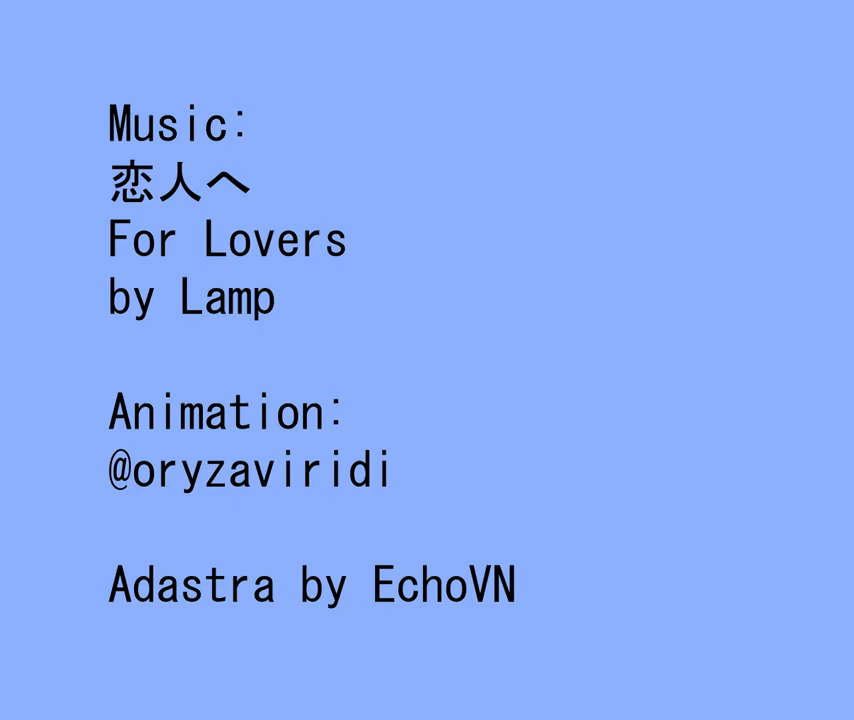 Music:
恋人へ
For Lovers
by Lamp
Animation:
@oryzaviridi
Adastra by EchoVN